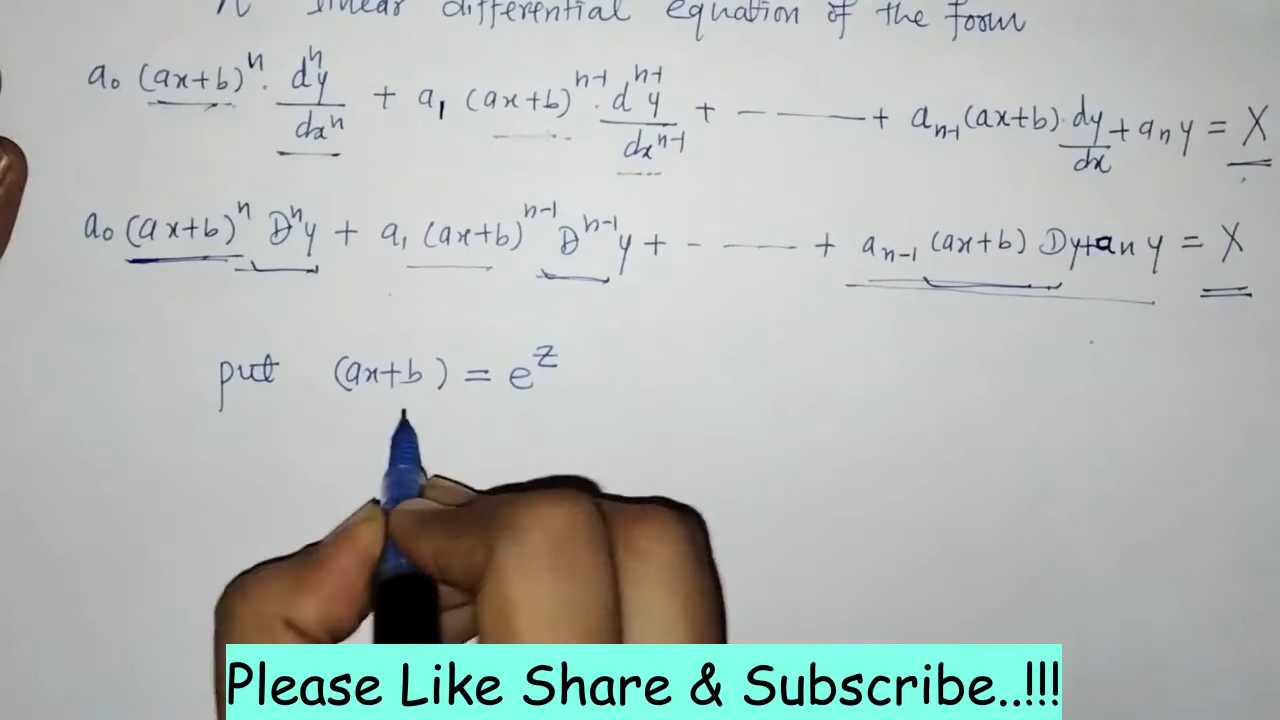 linear differential equation of the form
a₀ (ax+b)ⁿ · dⁿy/dxⁿ + a₁ (ax+b)ⁿ⁻¹ · dⁿ⁻¹y/dxⁿ⁻¹ + - —— + aₙ₋₁ (ax+b) · dy/dx + aₙ y = X
a₀ (ax+b)ⁿ Dⁿy + a₁ (ax+b)ⁿ⁻¹ Dⁿ⁻¹y + - —— + aₙ₋₁ (ax+b) Dy + aₙ y = X
put (ax+b) = e^z
Please Like Share & Subscribe..!!!